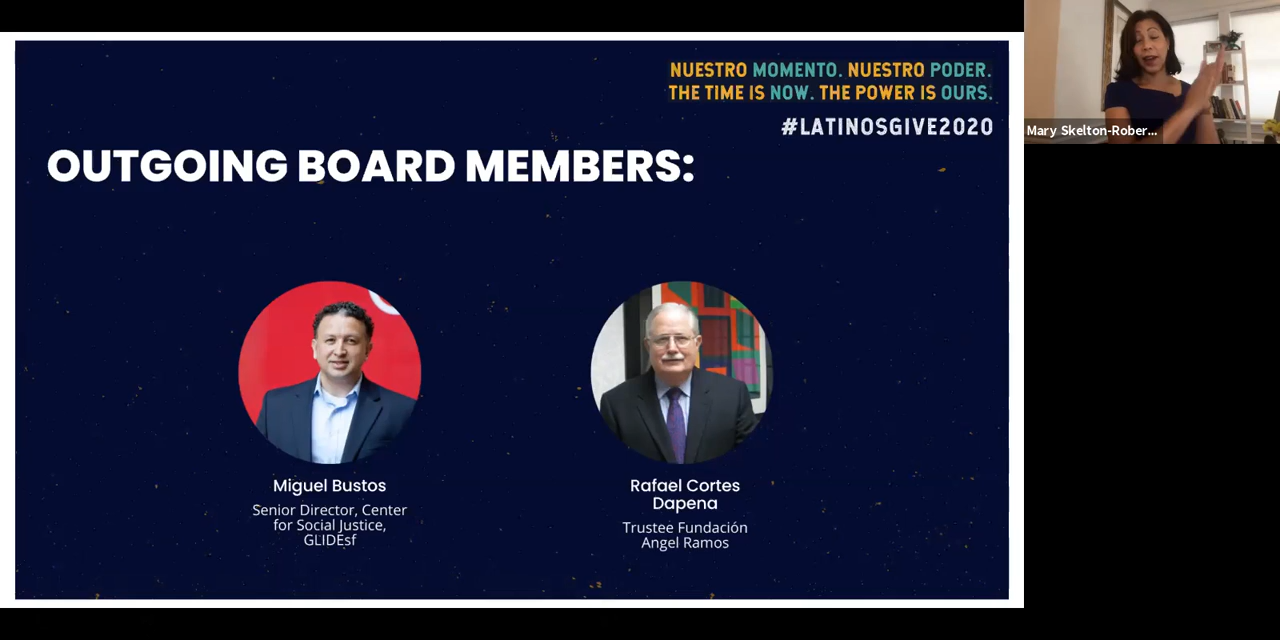 NUESTRO MOMENTO. NUESTRO PODER.
THE TIME IS NOW. THE POWER IS OURS.
#LATINOSGIVE2020
OUTGOING BOARD MEMBERS:
Miguel Bustos
Senior Director, Center
for Social Justice,
GLIDEsf
Rafael Cortes
Dapena
Trustee Fundación
Angel Ramos
Mary Skelton-Rober...